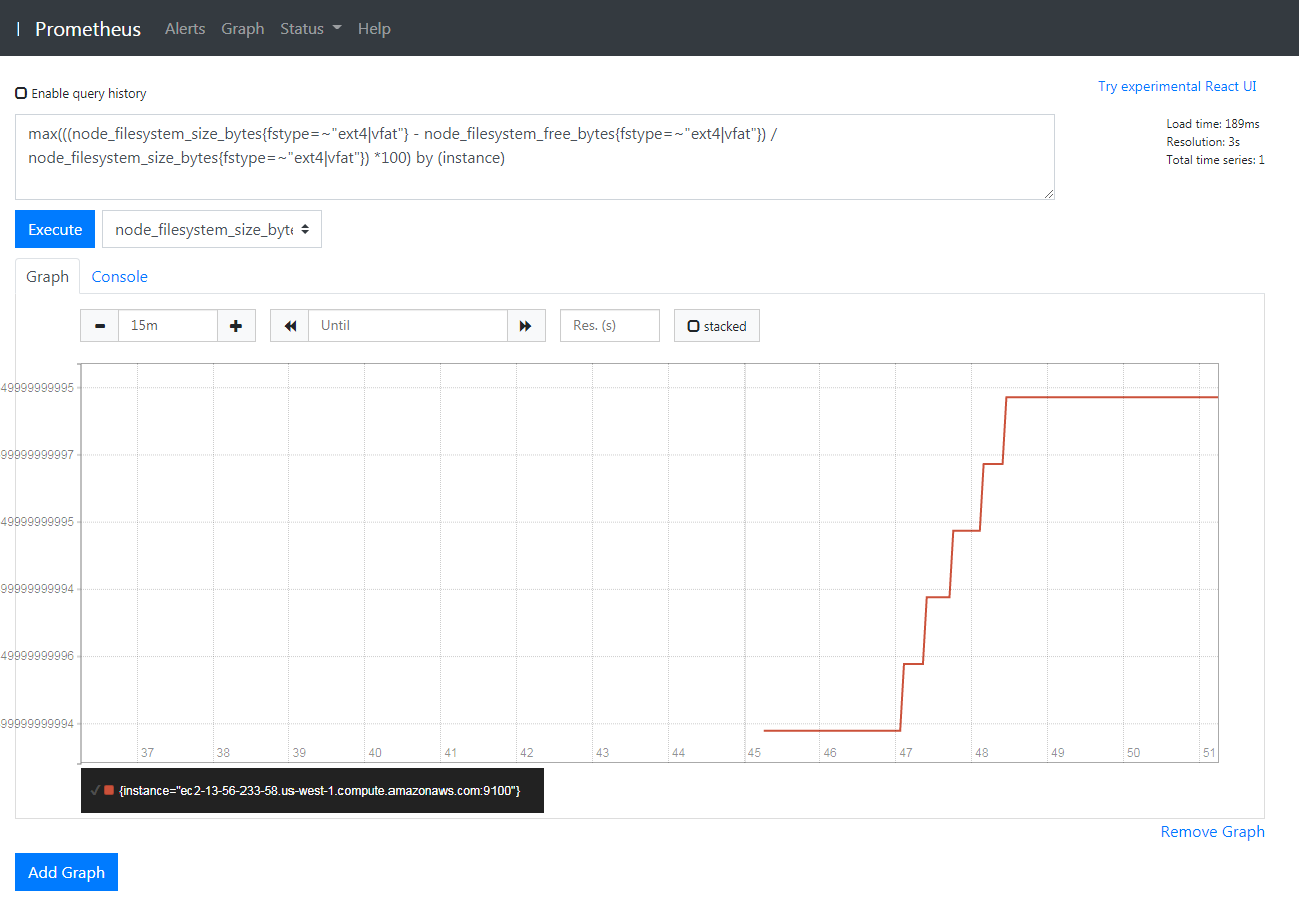 | Prometheus Alerts Graph Status Help
Try experimental React UI
Enable query history
max(((node_filesystem_size_bytes{fstype=~"ext4|vfat"} - node_filesystem_free_bytes{fstype=~"ext4|vfat"}) /
node_filesystem_size_bytes{fstype=~"ext4|vfat"}) *100) by (instance)
Load time: 189ms
Resolution: 3s
Total time series: 1
Execute node_filesystem_size_byte
Graph Console
15m Until Res. (s) stacked
49999999995
99999999997
49999999995
99999999994
49999999996
99999999994
37 38 39 40 41 42 43 44 45 46 47 48 49 50 51
{instance="ec2-13-56-233-58.us-west-1.compute.amazonaws.com:9100"}
Remove Graph
Add Graph